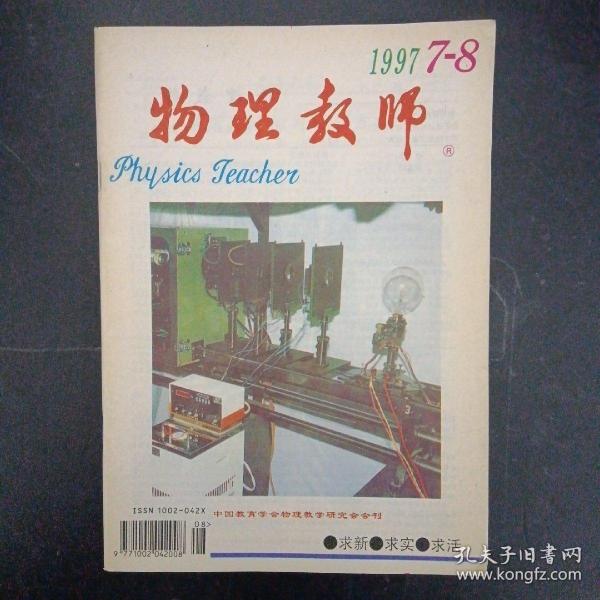 1997 7-8
物理教师
®
Physics Teacher
3
ISSN 1002-042X
08>
9 771002 042008
中国教育学会物理教学研究会会刊
●求新●求实●求活
孔夫子旧书网
www.kongfz.com